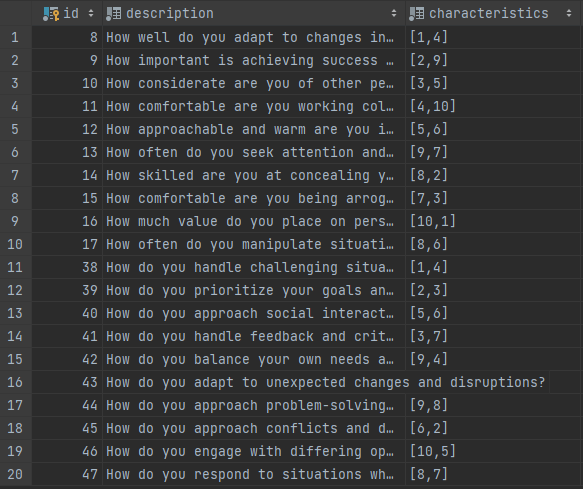 id description characteristics
1 8 How well do you adapt to changes in… [1,4]
2 9 How important is achieving success … [2,9]
3 10 How considerate are you of other pe… [3,5]
4 11 How comfortable are you working col… [4,10]
5 12 How approachable and warm are you i… [5,6]
6 13 How often do you seek attention and… [9,7]
7 14 How skilled are you at concealing y… [8,2]
8 15 How comfortable are you being arrog… [7,3]
9 16 How much value do you place on pers… [10,1]
10 17 How often do you manipulate situati… [8,6]
11 38 How do you handle challenging situa… [1,4]
12 39 How do you prioritize your goals an… [2,3]
13 40 How do you approach social interact… [5,6]
14 41 How do you handle feedback and crit… [3,7]
15 42 How do you balance your own needs a… [9,4]
16 43 How do you adapt to unexpected changes and disruptions?
17 44 How do you approach problem-solving… [9,8]
18 45 How do you approach conflicts and d… [6,2]
19 46 How do you engage with differing op… [10,5]
20 47 How do you respond to situations wh… [8,7]